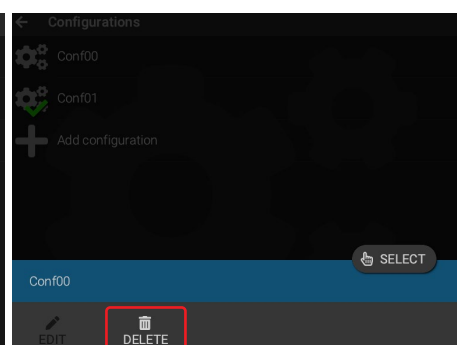 Configurations
Conf00
Conf01
Add configuration
SELECT
Conf00
EDIT
DELETE